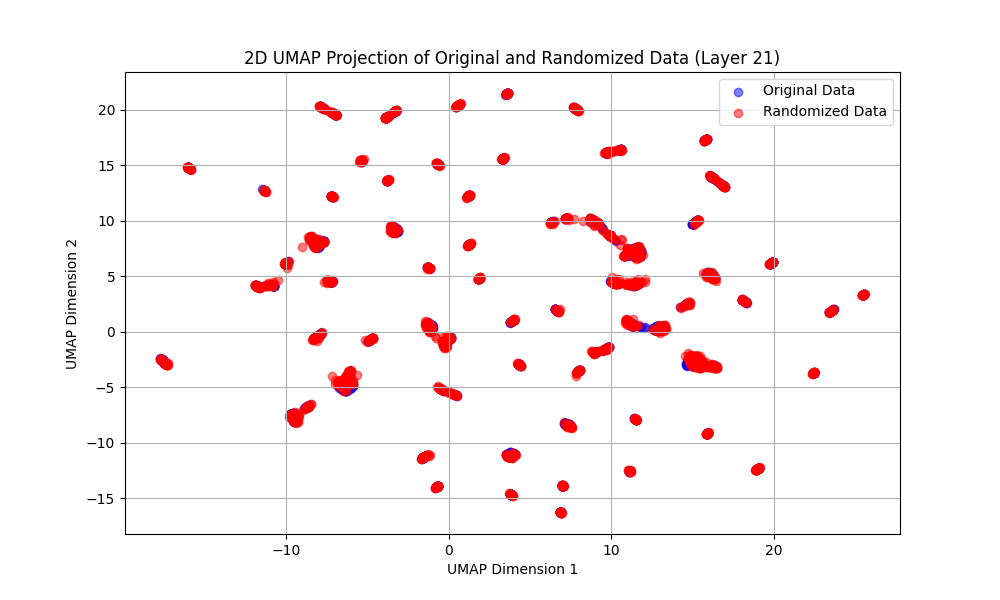 2D UMAP Projection of Original and Randomized Data (Layer 21)
Original Data
Randomized Data
UMAP Dimension 2
20
15
10
5
0
−5
−10
−15
−10
0
10
20
UMAP Dimension 1